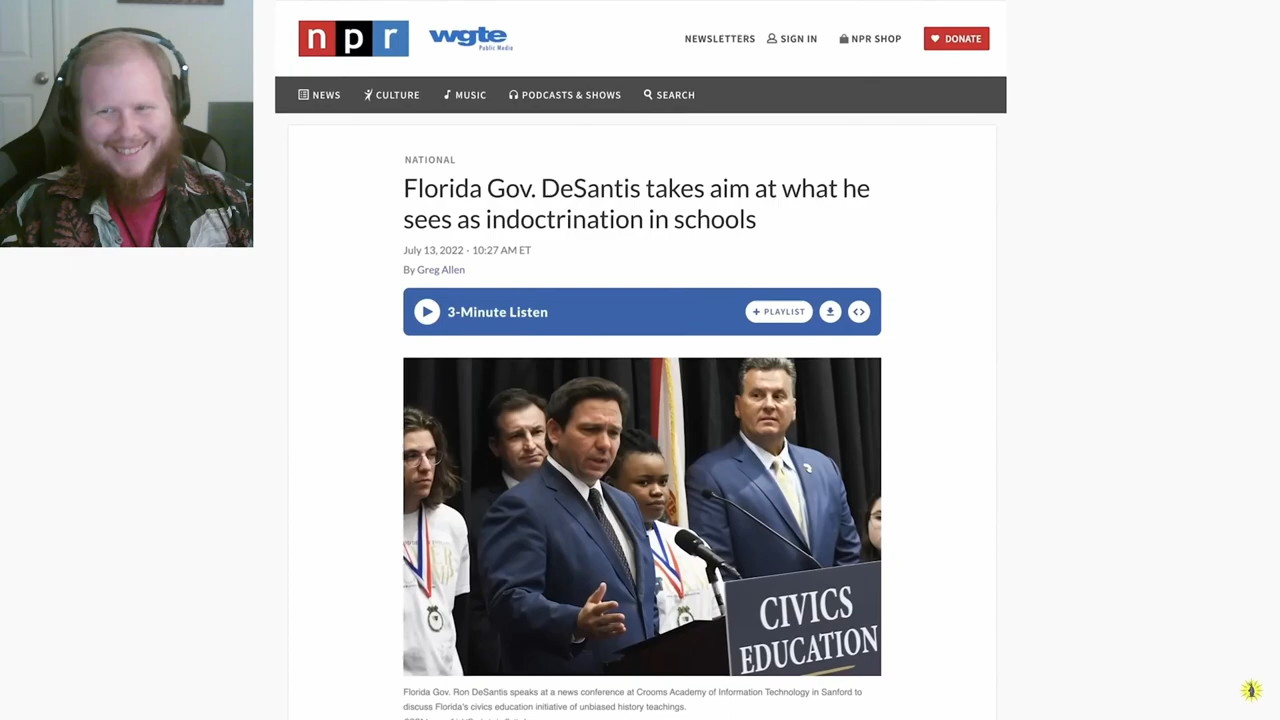 npr
wgte
Public Media
NEWSLETTERS
SIGN IN
NPR SHOP
DONATE
NEWS
CULTURE
MUSIC
PODCASTS & SHOWS
SEARCH
NATIONAL
Florida Gov. DeSantis takes aim at what he
sees as indoctrination in schools
July 13, 2022 · 10:27 AM ET
By Greg Allen
3-Minute Listen
+ PLAYLIST
CIVICS
EDUCATION
Florida Gov. Ron DeSantis speaks at a news conference at Crooms Academy of Information Technology in Sanford to
discuss Florida's civics education initiative of unbiased history teachings.